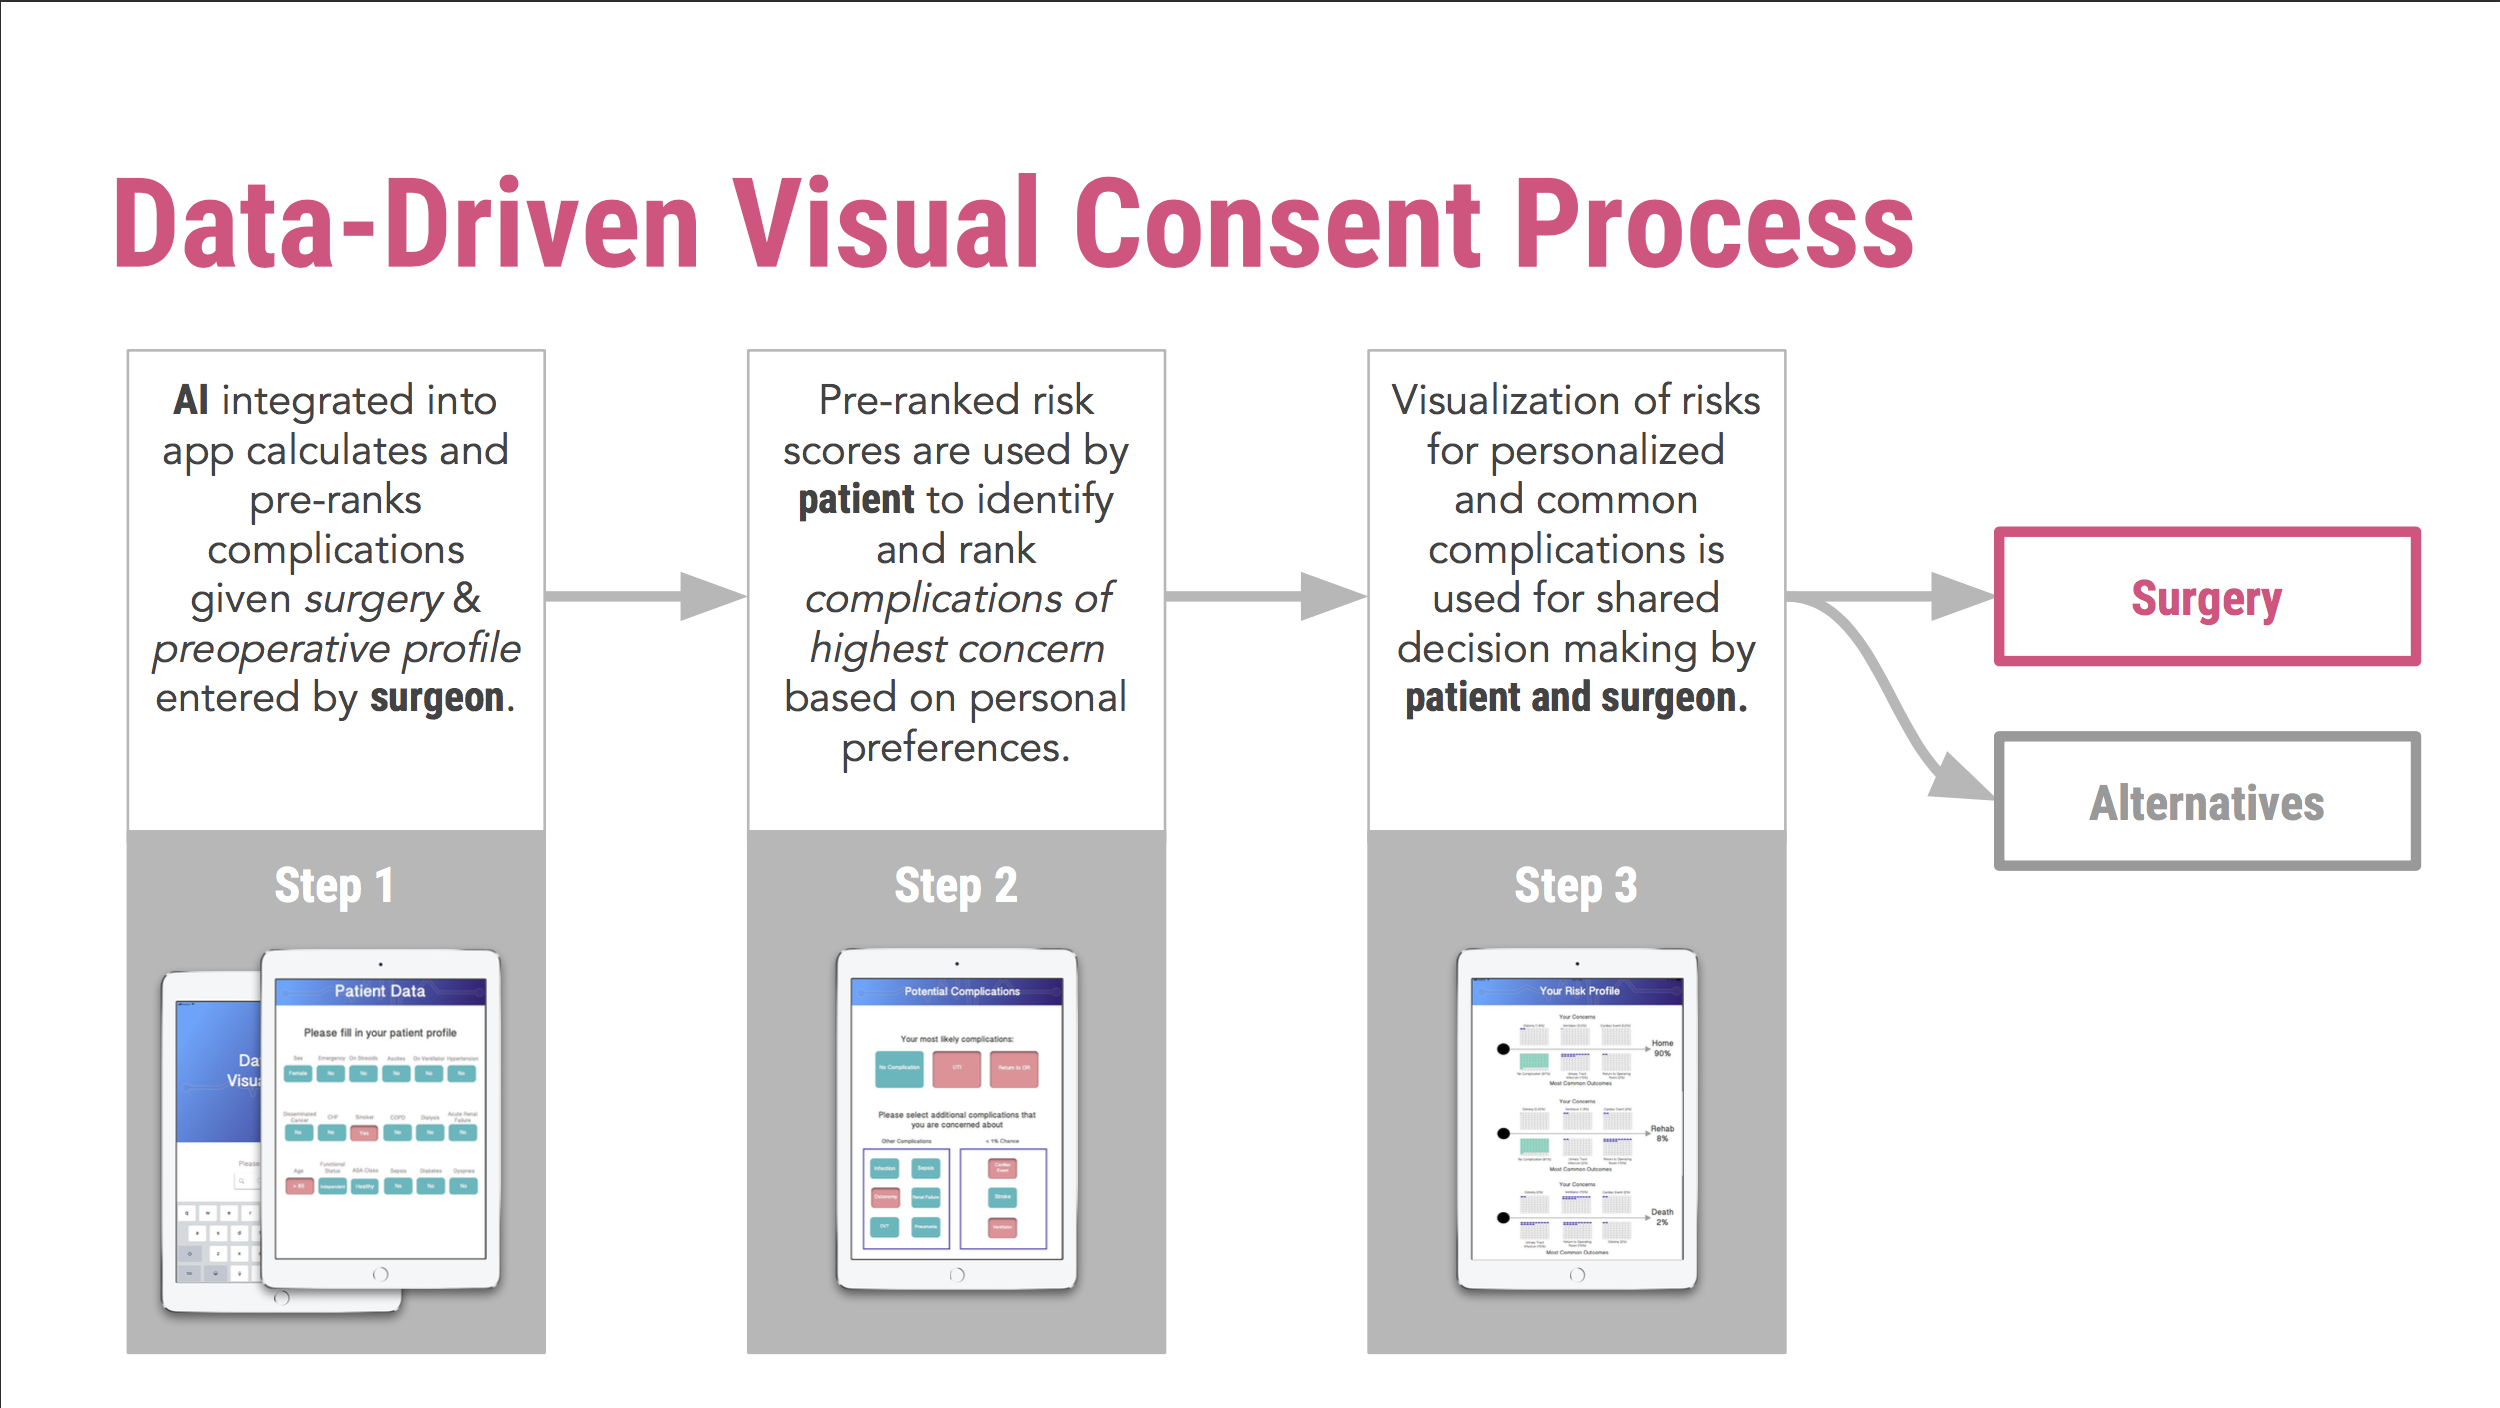 Data-Driven Visual Consent Process
AI integrated into
app calculates and
pre-ranks
complications
given surgery &
preoperative profile
entered by surgeon.
Step 1
Da
Visua
Please
q w e r
a s d
z x
Patient Data
Please fill in your patient profile
Sex Emergency On Steroids Ascites On Ventilator Hypertension
Female No No No No No
Disseminated Cancer CHF Smoker COPD Dialysis Acute Renal Failure
No No Yes No No No
Age Functional Status ASA Class Sepsis Diabetes Dyspnea
Independent Healthy No No No
Pre-ranked risk
scores are used by
patient to identify
and rank
complications of
highest concern
based on personal
preferences.
Step 2
Potential Complications
Your most likely complications:
No Complication UTI Return to OR
Please select additional complications that
you are concerned about
Other Complications < 1% Chance
Infection Sepsis Cardiac Event
Renal Failure Stroke
DVT Pneumonia Ventilator
Visualization of risks
for personalized
and common
complications is
used for shared
decision making by
patient and surgeon.
Step 3
Your Risk Profile
Your Concerns
Home
90%
Most Common Outcomes
Your Concerns
Rehab
8%
Most Common Outcomes
Your Concerns
Death
2%
Most Common Outcomes
Surgery
Alternatives